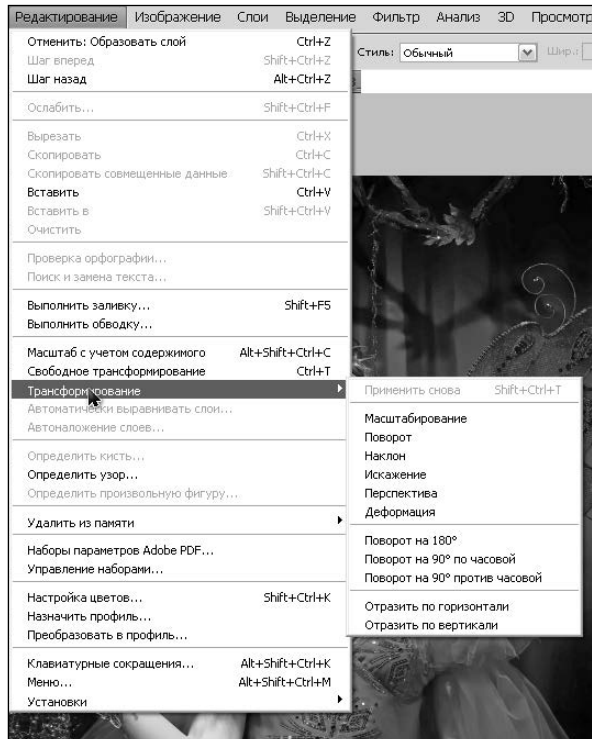 Редактирование Изображение Слои Выделение Фильтр Анализ 3D Просмотр
Стиль: Обычный Шир.:
Отменить: Образовать слой Ctrl+Z
Шаг вперед Shift+Ctrl+Z
Шаг назад Alt+Ctrl+Z
Ослабить... Shift+Ctrl+F
Вырезать Ctrl+X
Скопировать Ctrl+C
Скопировать совмещенные данные Shift+Ctrl+C
Вставить Ctrl+V
Вставить в Shift+Ctrl+V
Очистить
Проверка орфографии...
Поиск и замена текста...
Выполнить заливку... Shift+F5
Выполнить обводку...
Масштаб с учетом содержимого Alt+Shift+Ctrl+C
Свободное трансформирование Ctrl+T
Трансформирование
Автоматически выравнивать слои...
Автоналожение слоев...
Определить кисть...
Определить узор...
Определить произвольную фигуру...
Удалить из памяти
Наборы параметров Adobe PDF...
Управление наборами...
Настройка цветов... Shift+Ctrl+K
Назначить профиль...
Преобразовать в профиль...
Клавиатурные сокращения... Alt+Shift+Ctrl+K
Меню... Alt+Shift+Ctrl+M
Установки
Применить снова Shift+Ctrl+T
Масштабирование
Поворот
Наклон
Искажение
Перспектива
Деформация
Поворот на 180°
Поворот на 90° по часовой
Поворот на 90° против часовой
Отразить по горизонтали
Отразить по вертикали